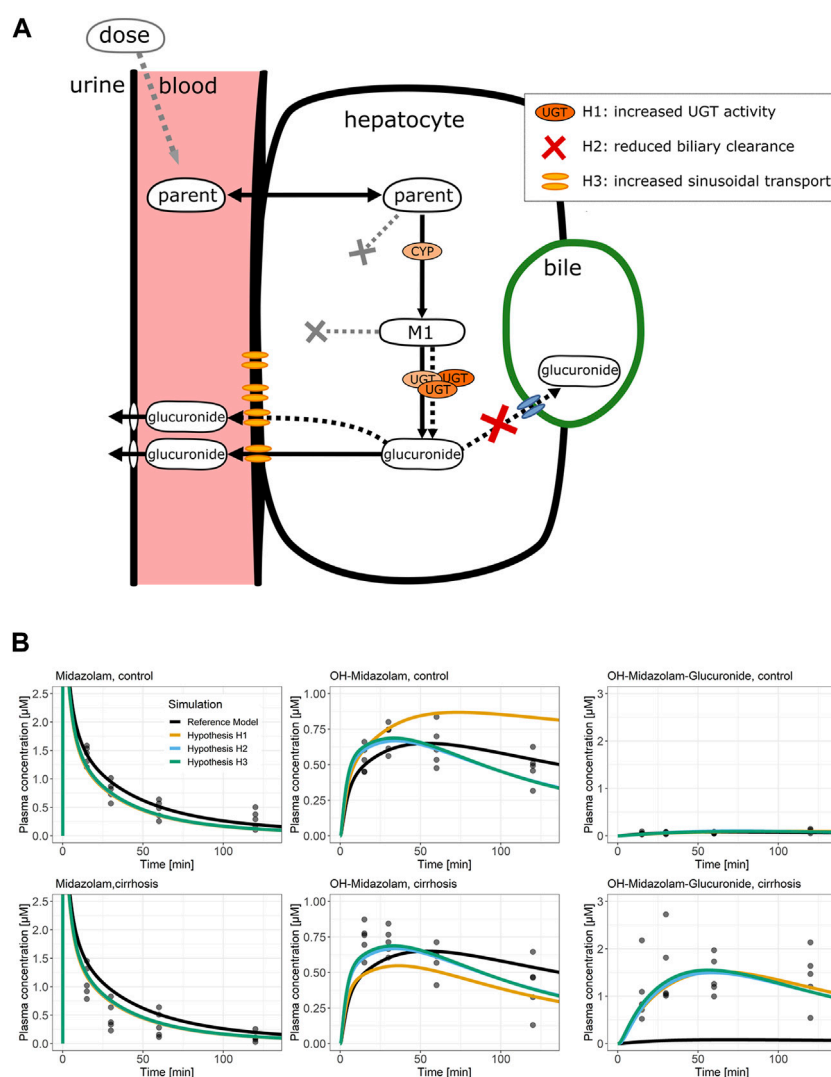 A
dose
urine
blood
hepatocyte
UGT
H1: increased UGT activity
H2: reduced biliary clearance
H3: increased sinusoidal transport
parent
parent
CYP
bile
M1
glucuronide
UGT
UGT
UGT
glucuronide
glucuronide
glucuronide
B
Midazolam, control
OH-Midazolam, control
OH-Midazolam-Glucuronide, control
Plasma concentration [µM]
2.5
2.0
1.5
1.0
0.5
0.0
Simulation
Reference Model
Hypothesis H1
Hypothesis H2
Hypothesis H3
0
50
100
Time [min]
Plasma concentration [µM]
1.00
0.75
0.50
0.25
0.00
0
50
100
Time [min]
Plasma concentration [µM]
3
2
1
0
0
50
100
Time [min]
Midazolam,cirrhosis
OH-Midazolam, cirrhosis
OH-Midazolam-Glucuronide, cirrhosis
Plasma concentration [µM]
2.5
2.0
1.5
1.0
0.5
0.0
0
50
100
Time [min]
Plasma concentration [µM]
1.00
0.75
0.50
0.25
0.00
0
50
100
Time [min]
Plasma concentration [µM]
3
2
1
0
0
50
100
Time [min]